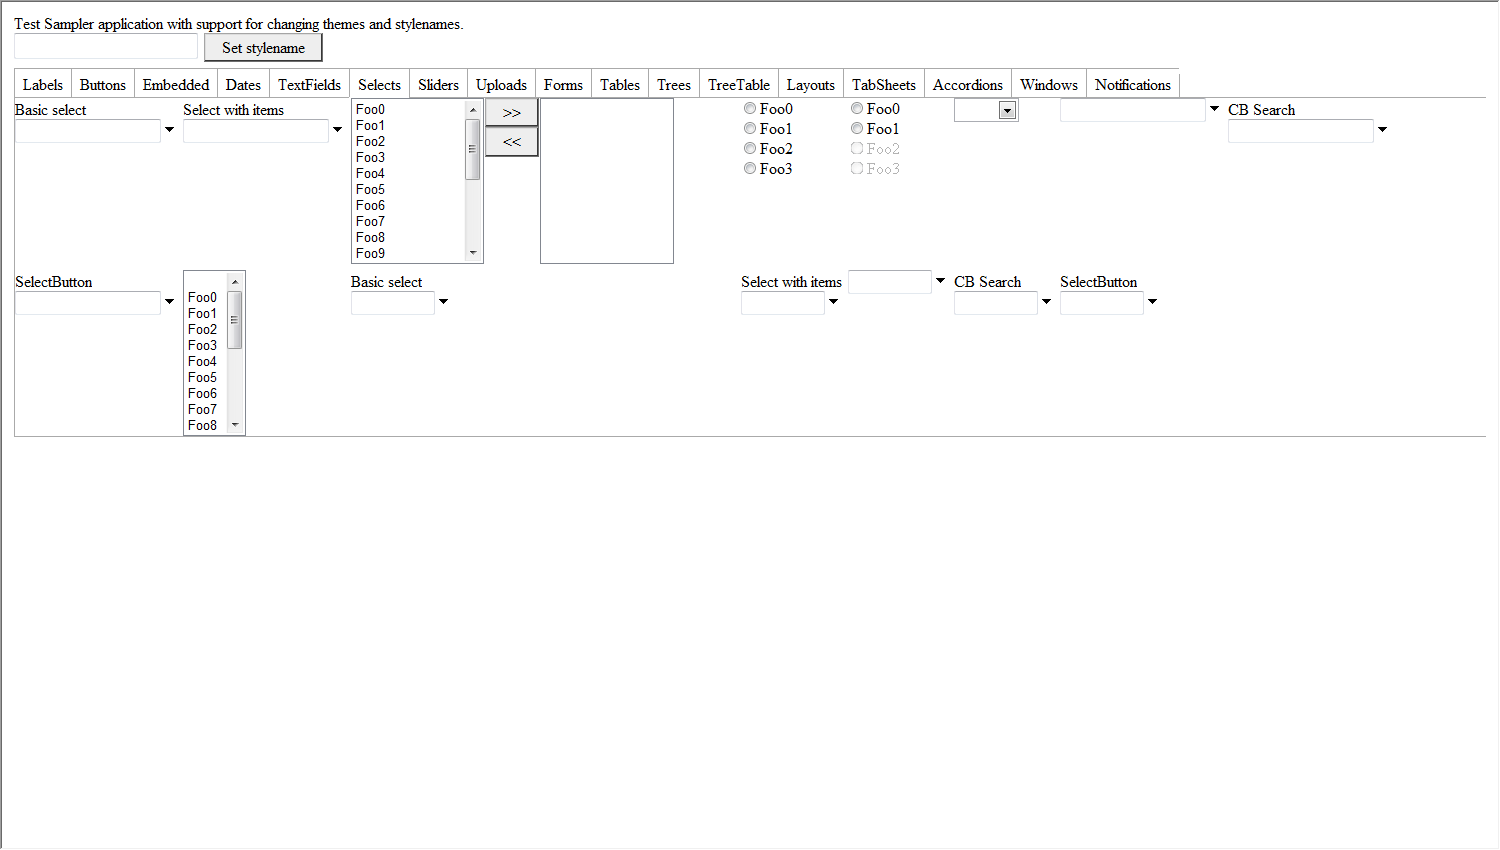 Test Sampler application with support for changing themes and stylenames.
Set stylename
Labels Buttons Embedded Dates TextFields Selects Sliders Uploads Forms Tables Trees TreeTable Layouts TabSheets Accordions Windows Notifications
Basic select
Select with items
Foo0
Foo1
Foo2
Foo3
Foo4
Foo5
Foo6
Foo7
Foo8
Foo9
>>
<<
Foo0
Foo1
Foo2
Foo3
Foo0
Foo1
Foo2
Foo3
CB Search
SelectButton
Foo0
Foo1
Foo2
Foo3
Foo4
Foo5
Foo6
Foo7
Foo8
Basic select
Select with items
CB Search
SelectButton